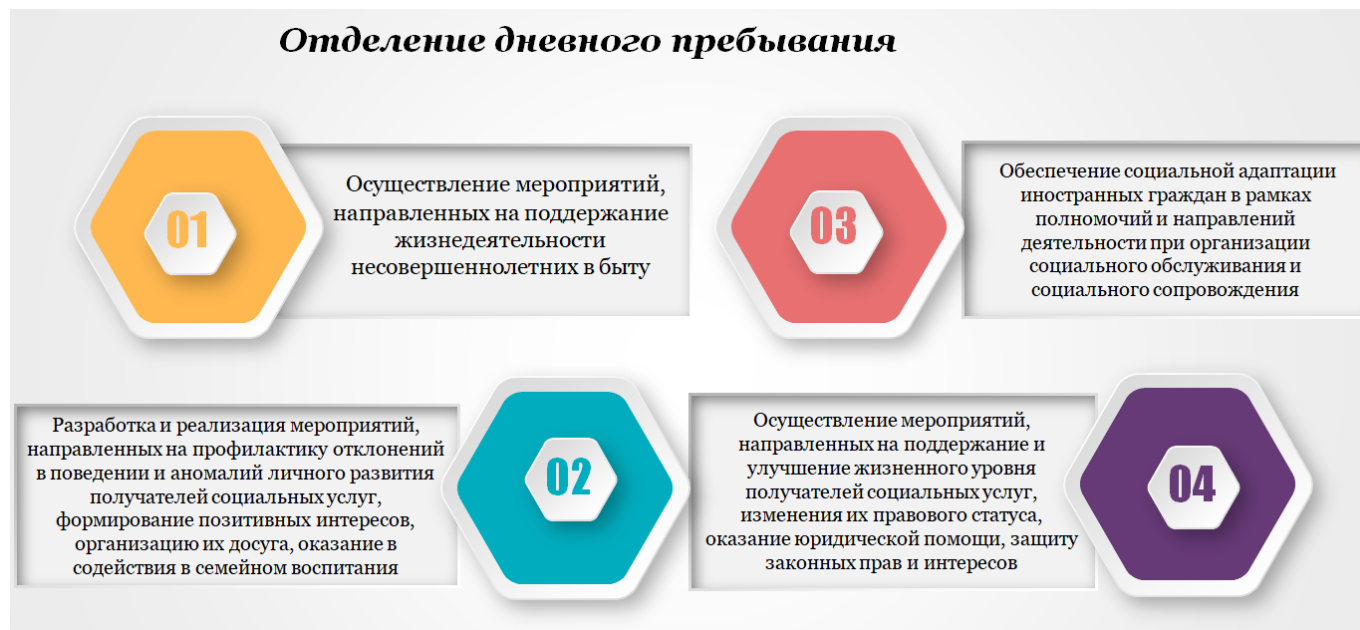 Отделение дневного пребывания
01
Осуществление мероприятий,
направленных на поддержание
жизнедеятельности
несовершеннолетних в быту
02
Разработка и реализация мероприятий,
направленных на профилактику отклонений
в поведении и аномалий личного развития
получателей социальных услуг,
формирование позитивных интересов,
организацию их досуга, оказание в
содействия в семейном воспитания
03
Обеспечение социальной адаптации
иностранных граждан в рамках
полномочий и направлений
деятельности при организации
социального обслуживания и
социального сопровождения
04
Осуществление мероприятий,
направленных на поддержание и
улучшение жизненного уровня
получателей социальных услуг,
изменения их правового статуса,
оказание юридической помощи, защиту
законных прав и интересов